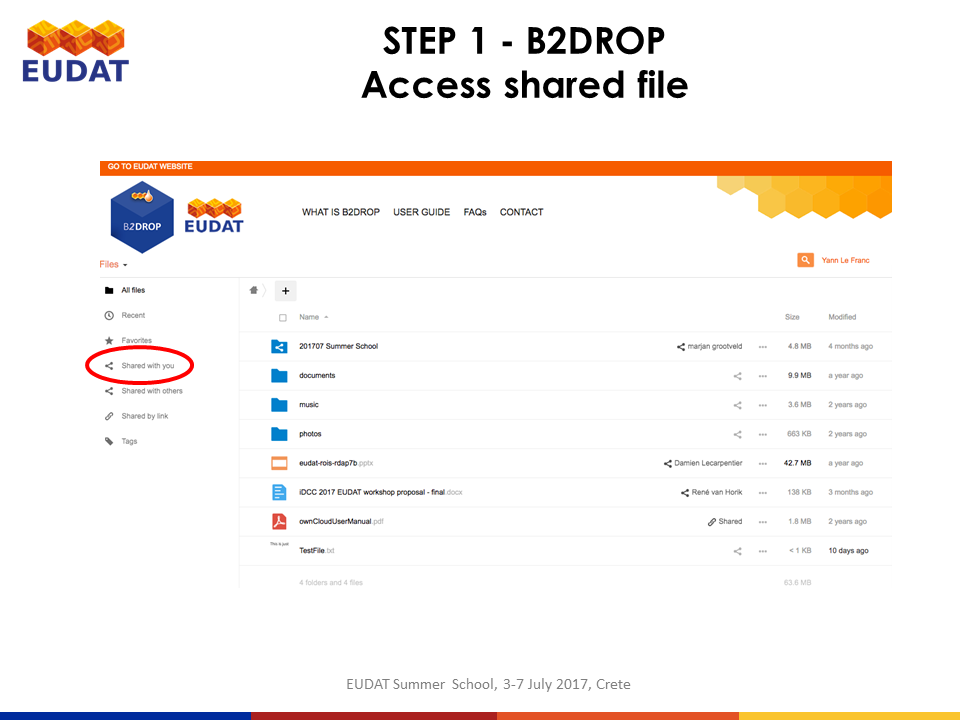 EUDAT
STEP 1 - B2DROP
Access shared file
GO TO EUDAT WEBSITE
B2DROP
EUDAT
WHAT IS B2DROP USER GUIDE FAQs CONTACT
Files
Yann Le Franc
All files
Recent
Favorites
Shared with you
Shared with others
Shared by link
Tags
+
Name Size Modified
201707 Summer School marjan grootveld ... 4.8 MB 4 months ago
documents ... 9.9 MB a year ago
music ... 3.6 MB 2 years ago
photos ... 663 KB 2 years ago
eudat-rois-rdap7b.pptx Damien Lecarpentier ... 42.7 MB a year ago
iDCC 2017 EUDAT workshop proposal - final.docx René van Horik ... 138 KB 3 months ago
ownCloudUserManual.pdf Shared ... 1.8 MB 2 years ago
This is just
TestFile.txt ... < 1 KB 10 days ago
4 folders and 4 files 63.6 MB
EUDAT Summer School, 3-7 July 2017, Crete